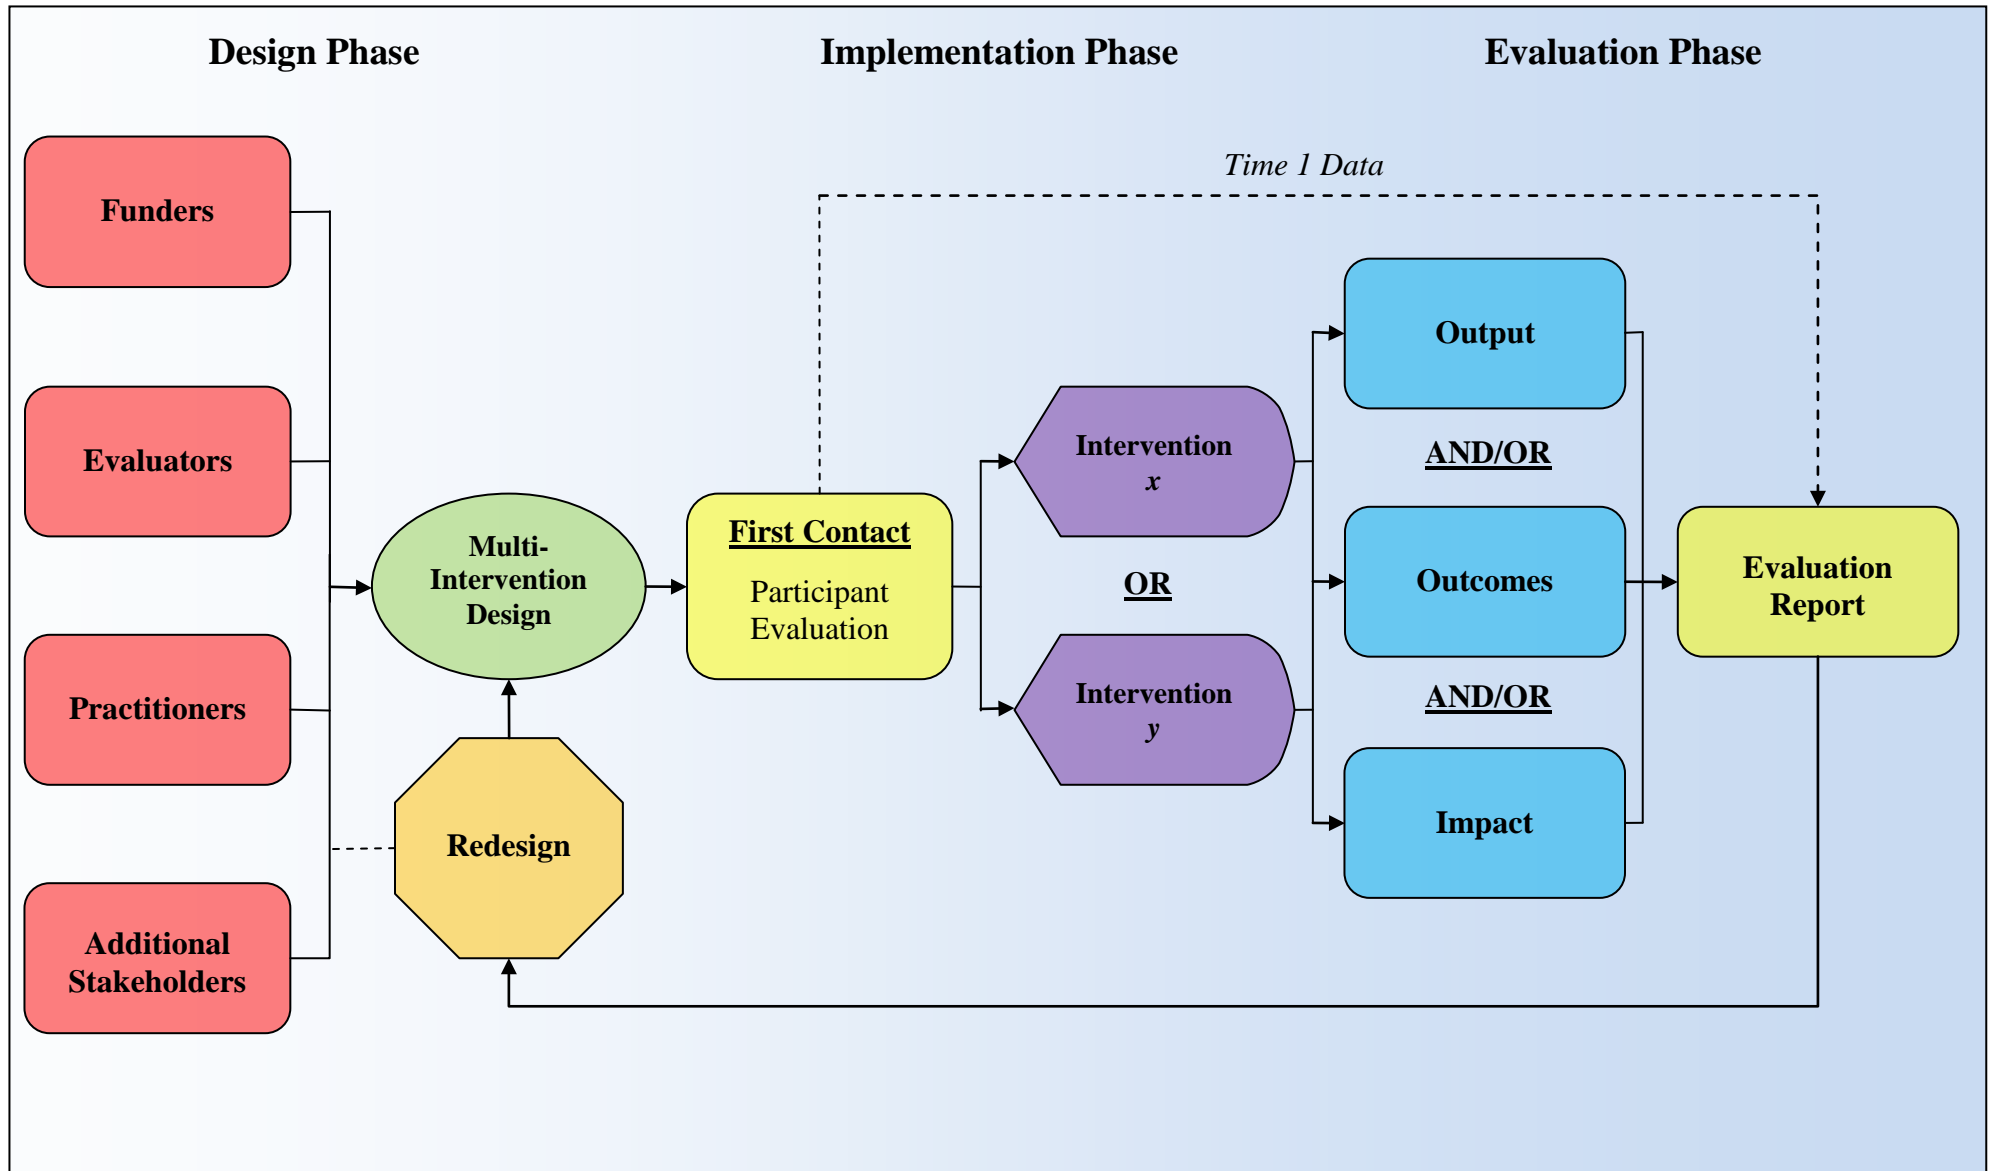 Design Phase
Implementation Phase
Evaluation Phase
Time 1 Data
Funders
Evaluators
Practitioners
Additional
Stakeholders
Multi-
Intervention
Design
Redesign
First Contact
Participant
Evaluation
Intervention
x
OR
Intervention
y
Output
AND/OR
Outcomes
AND/OR
Impact
Evaluation
Report